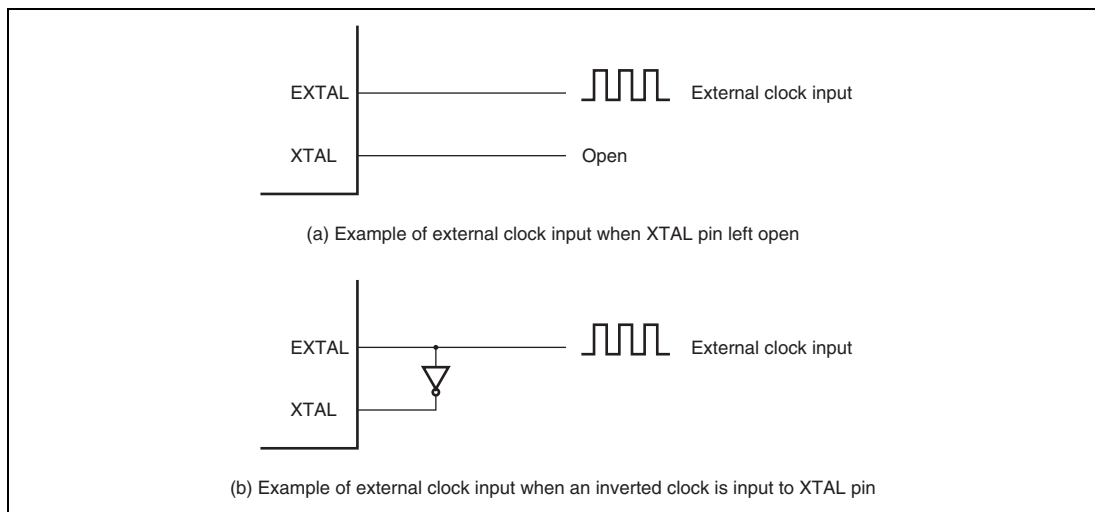 EXTAL
External clock input
XTAL
Open
(a) Example of external clock input when XTAL pin left open
EXTAL
External clock input
XTAL
(b) Example of external clock input when an inverted clock is input to XTAL pin